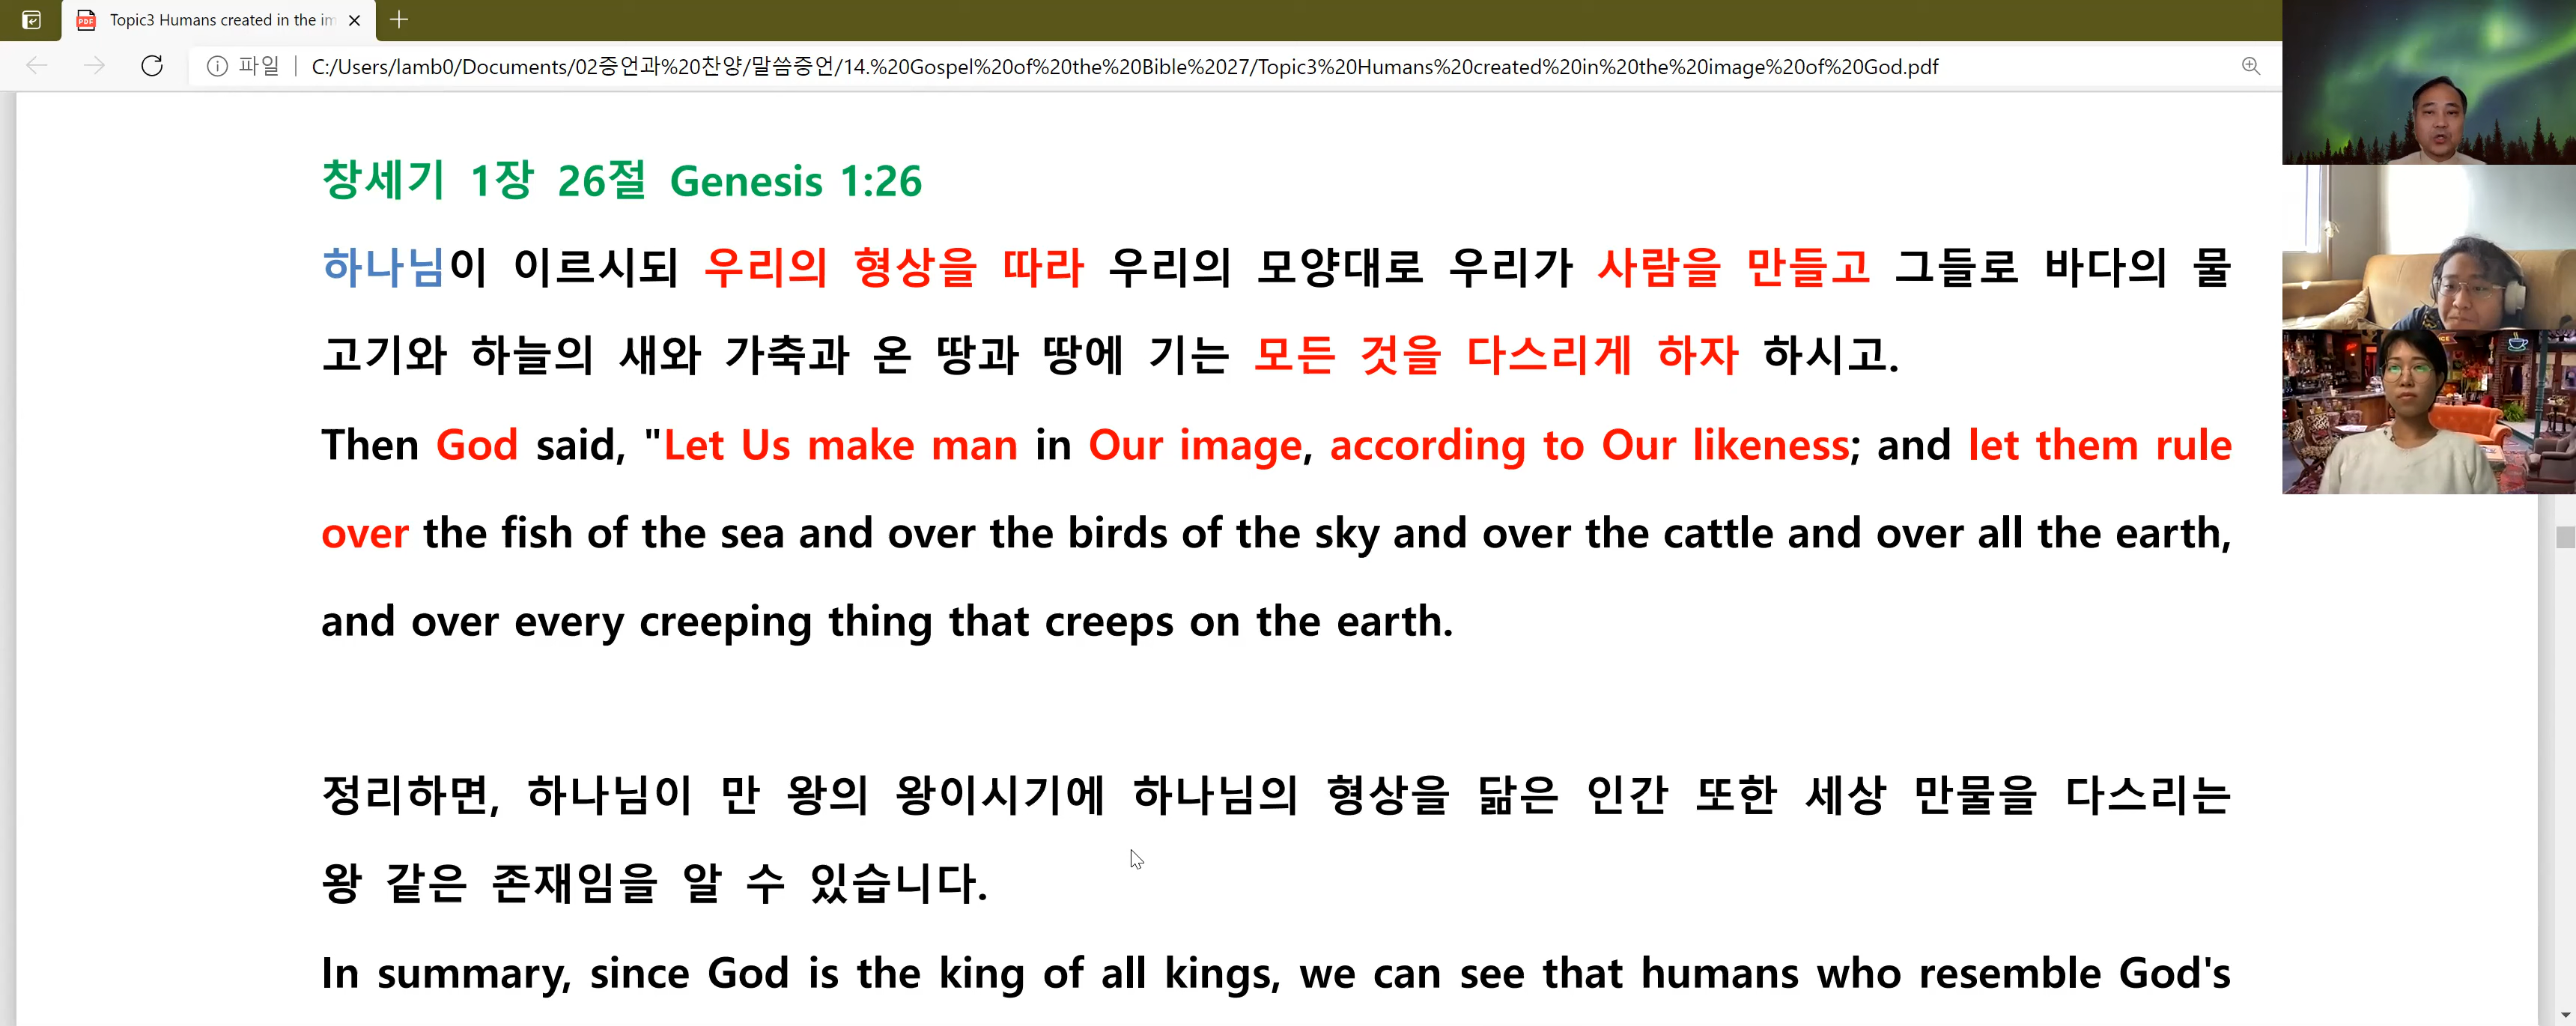 Topic3 Humans created in the im
파일
C:/Users/lamb0/Documents/02증언과%20찬양/말씀증언/14.%20Gospel%20of%20the%20Bible%2027/Topic3%20Humans%20created%20in%20the%20image%20of%20God.pdf
창세기 1장 26절 Genesis 1:26
하나님이 이르시되 우리의 형상을 따라 우리의 모양대로 우리가 사람을 만들고 그들로 바다의 물
고기와 하늘의 새와 가축과 온 땅과 땅에 기는 모든 것을 다스리게 하자 하시고.
Then God said, "Let Us make man in Our image, according to Our likeness; and let them rule
over the fish of the sea and over the birds of the sky and over the cattle and over all the earth,
and over every creeping thing that creeps on the earth.
정리하면, 하나님이 만 왕의 왕이시기에 하나님의 형상을 닮은 인간 또한 세상 만물을 다스리는
왕 같은 존재임을 알 수 있습니다.
In summary, since God is the king of all kings, we can see that humans who resemble God's